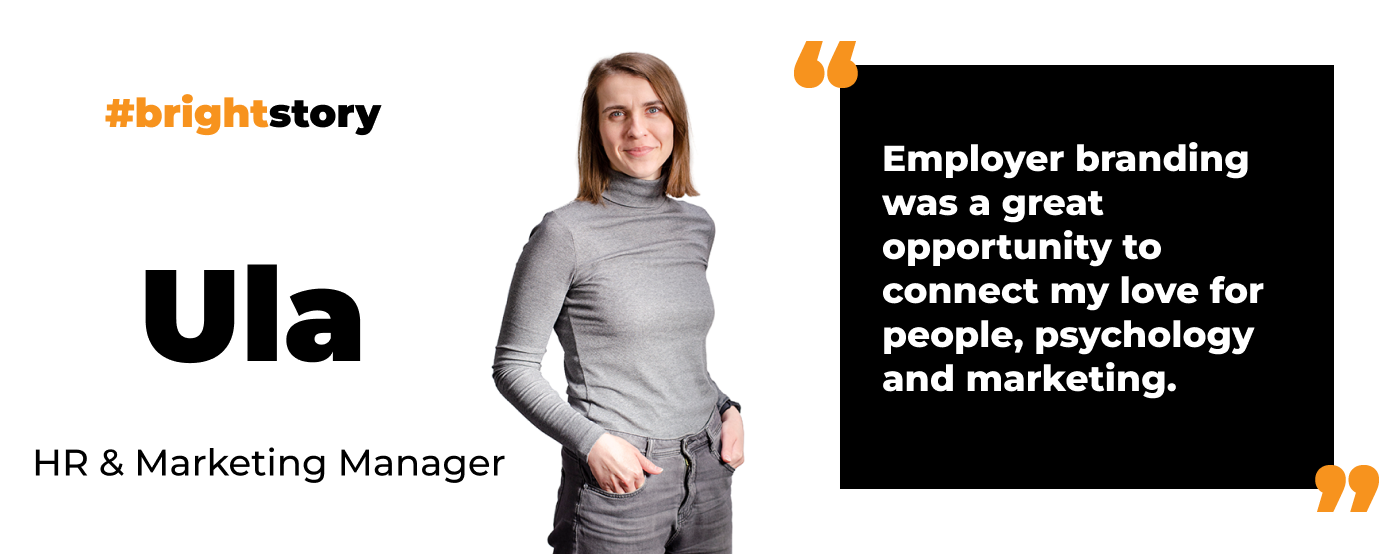 #brightstory
Ula
HR & Marketing Manager
“
Employer branding
was a great
opportunity to
connect my love for
people, psychology
and marketing.
”